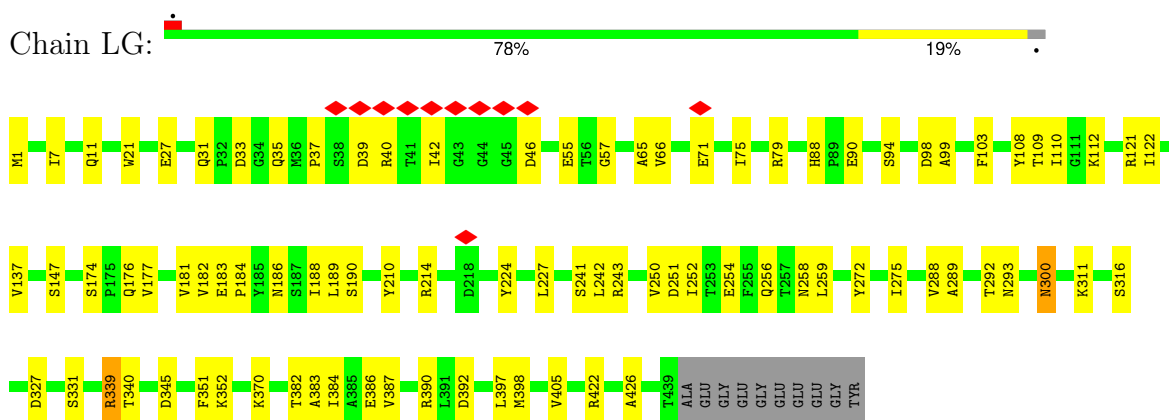 Chain LG:
78%
19%
M1 I7 Q11 W21 E27 Q31 P32 D33 G34 Q35 M36 P37 S38 D39 R40 T41 I42 G43 G44 G45 D46 E55 T56 G57 A65 V66 E71 I75 R79 H88 P89 E90 S94 D98 A99 F103 Y108 T109 I110 G111 K112 R121 I122
V137 S147 S174 P175 Q176 V177 V181 V182 E183 P184 Y185 N186 S187 I188 L189 S190 Y210 R214 D218 Y224 L227 S241 L242 R243 V250 D251 I252 T253 E254 F255 Q256 T257 N258 L259 Y272 I275 V288 A289 T292 N293 N300 K311 S316
D327 S331 R339 T340 D345 F351 K352 K370 T382 A383 I384 A385 E386 V387 R390 L391 D392 L397 M398 V405 R422 A426 T439 ALA GLU GLY GLU GLY GLU GLU GLU GLY TYR